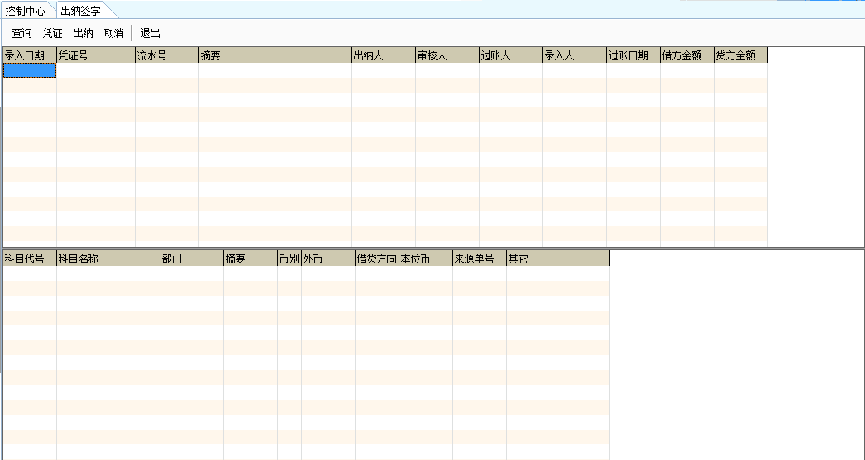 控制中心 出纳签字
查询 凭证 出纳 取消 退出
录入日期 凭证号 流水号 摘要 出纳人 审核人 过账人 录入人 过账日期 借方金额 贷方金额
科目代号 科目名称 部门 摘要 币别 外币 借贷方向 本位币 来源单号 其它